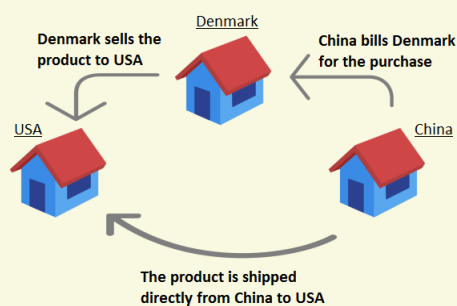 Denmark
Denmark sells the
product to USA
China bills Denmark
for the purchase
USA
China
The product is shipped
directly from China to USA